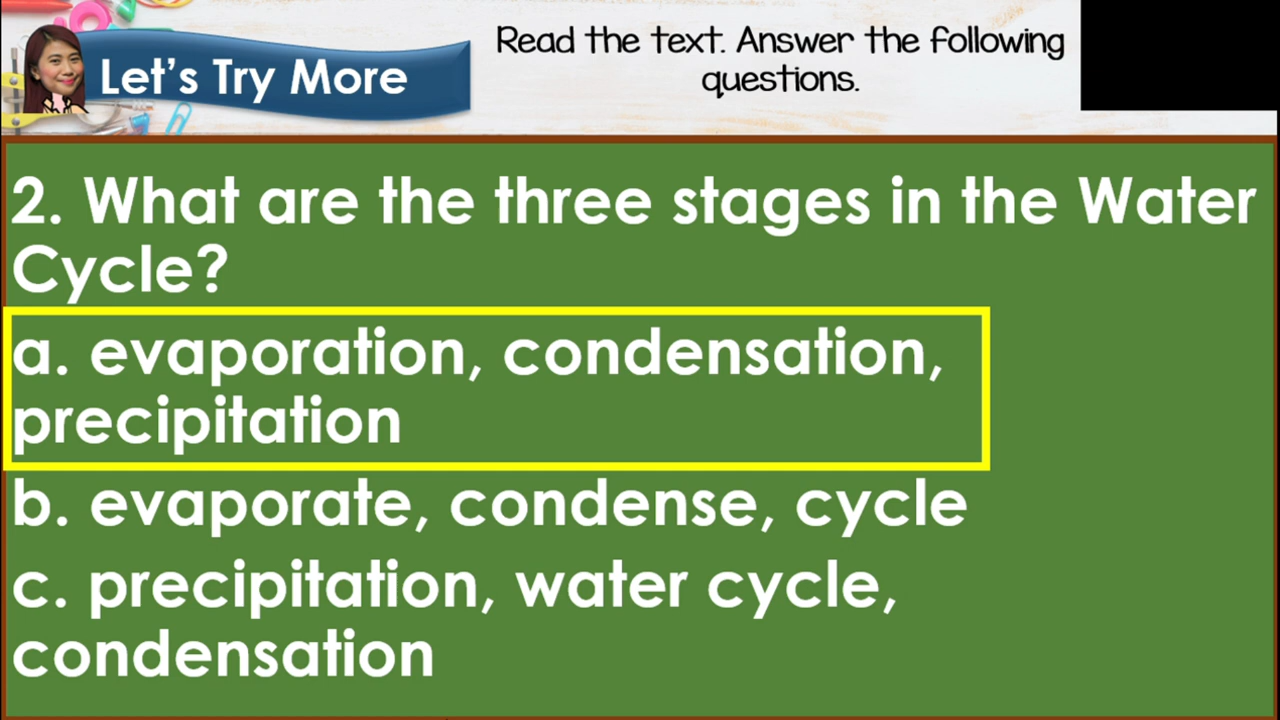 Let's Try More
Read the text. Answer the following
questions.
2. What are the three stages in the Water
Cycle?
a. evaporation, condensation,
precipitation
b. evaporate, condense, cycle
c. precipitation, water cycle,
condensation